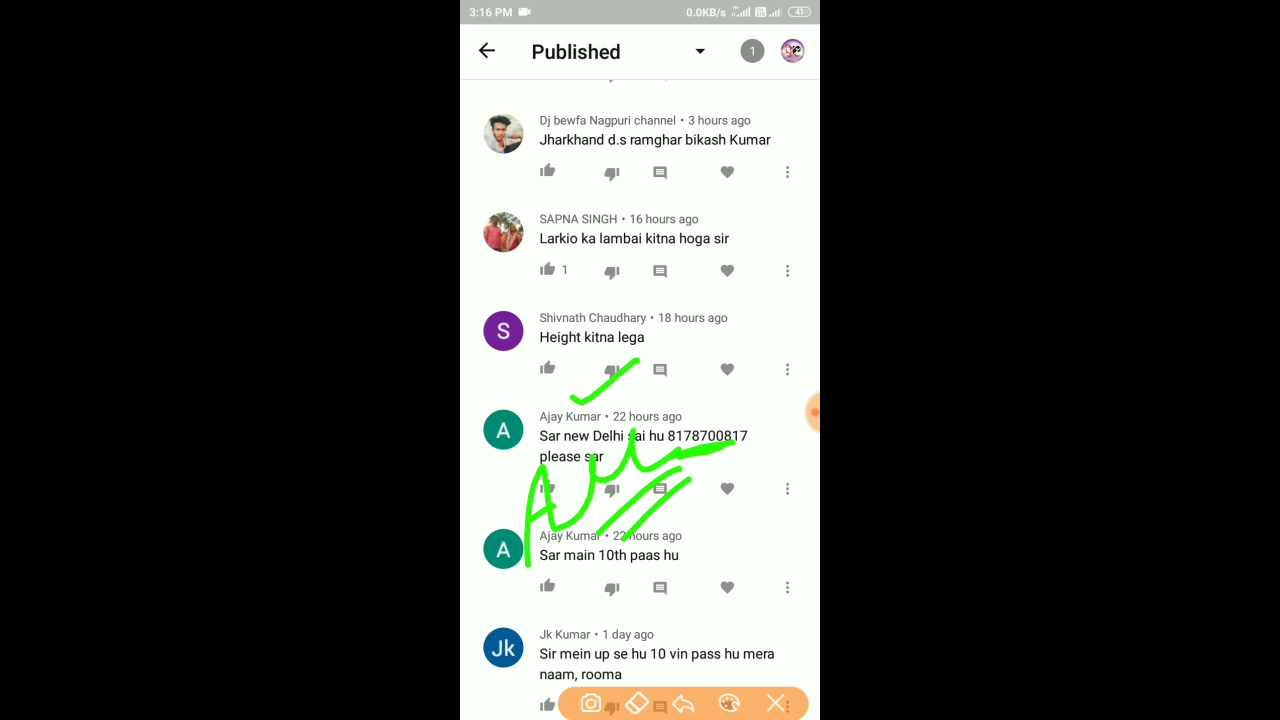 3:16 PM 0.0KB/s 41
Published 1
Dj bewfa Nagpuri channel • 3 hours ago
Jharkhand d.s ramghar bikash Kumar
SAPNA SINGH • 16 hours ago
Larkio ka lambai kitna hoga sir
1
S
Shivnath Chaudhary • 18 hours ago
Height kitna lega
A
Ajay Kumar • 22 hours ago
Sar new Delhi sai hu 8178700817
please sar
A
Ajay Kumar • 22 hours ago
Sar main 10th paas hu
Jk
Jk Kumar • 1 day ago
Sir mein up se hu 10 vin pass hu mera
naam, rooma